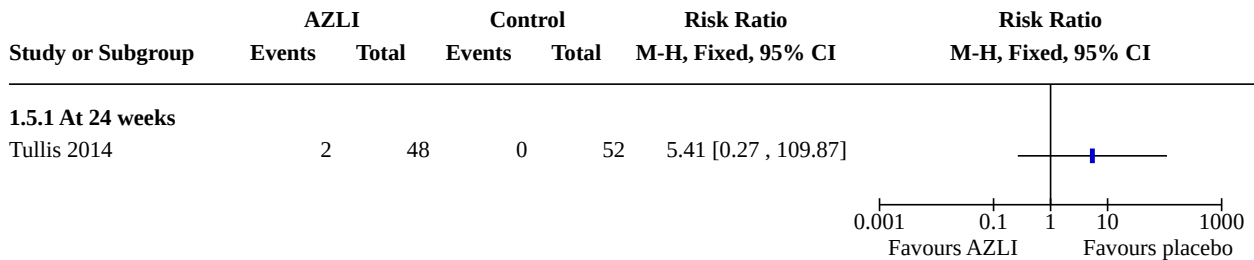 AZLI Control Risk Ratio Risk Ratio
Study or Subgroup Events Total Events Total M-H, Fixed, 95% CI M-H, Fixed, 95% CI
1.5.1 At 24 weeks
Tullis 2014 2 48 0 52 5.41 [0.27 , 109.87]
0.001 0.1 1 10 1000
Favours AZLI Favours placebo